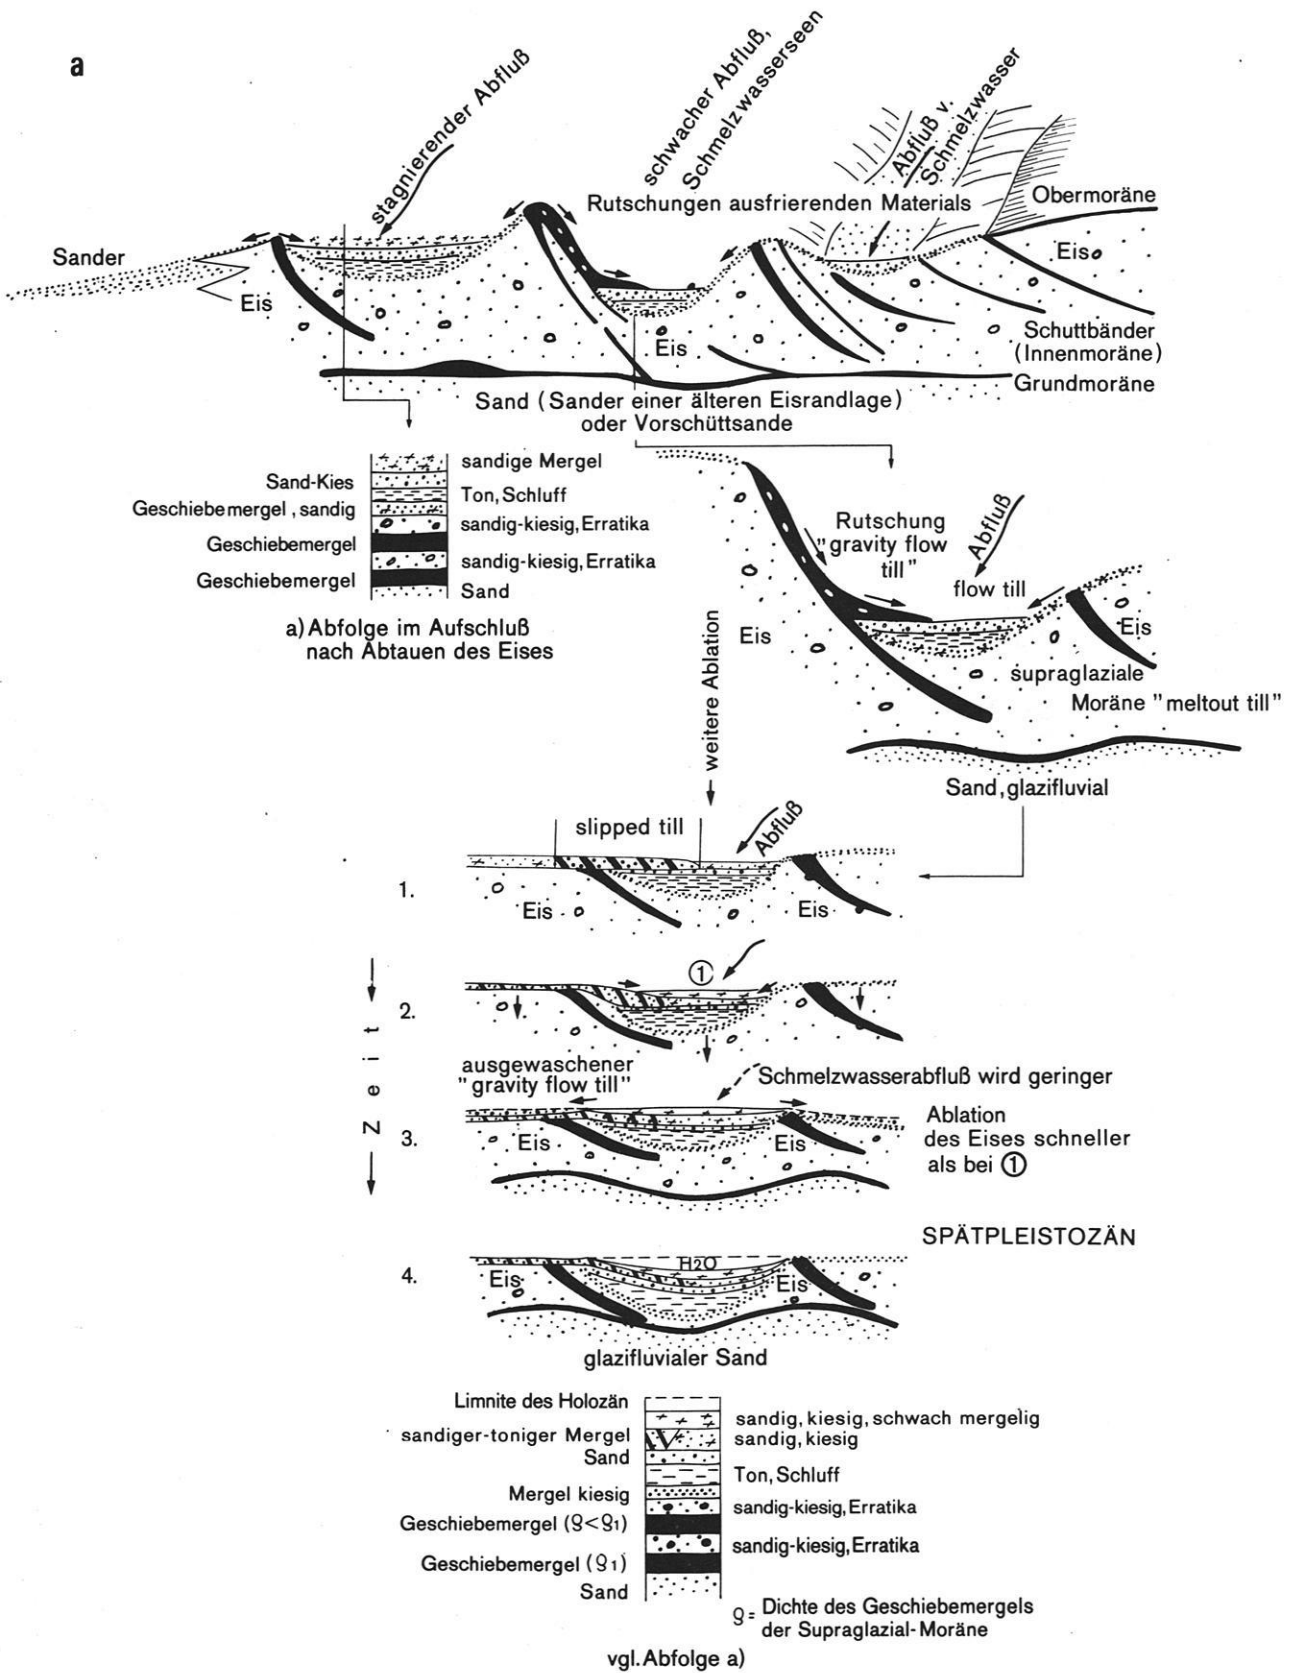 a
stagnierender Abfluß
schwacher Abfluß,
Schmelzwasserseen
Abfluß v.
Schmelzwasser
Rutschungen ausfrierenden Materials
Obermoräne
Sander
Eis
Eis
Eis
Schuttbänder
(Innenmoräne)
Grundmoräne
Sand (Sander einer älteren Eisrandlage)
oder Vorschüttsande
sandige Mergel
Sand-Kies
Ton, Schluff
Geschiebemergel, sandig
sandig-kiesig, Erratika
Geschiebemergel
sandig-kiesig, Erratika
Geschiebemergel
Sand
a) Abfolge im Aufschluß
nach Abtauen des Eises
Rutschung
"gravity flow
till"
Abfluß
flow till
Eis
Eis
supraglaziale
Moräne "meltout till"
Sand, glazifluvial
weitere Ablation
slipped till
Abfluß
1.
Eis
Eis
Zeit
①
2.
ausgewaschener
"gravity flow till"
Schmelzwasserabfluß wird geringer
3.
Eis
Eis
Ablation
des Eises schneller
als bei ①
SPÄTPLEISTOZÄN
4.
Eis
H2O
Eis
glazifluvialer Sand
Limnite des Holozän
sandig, kiesig, schwach mergelig
sandiger-toniger Mergel
sandig, kiesig
Sand
Ton, Schluff
Mergel kiesig
sandig-kiesig, Erratika
Geschiebemergel (ϱ<ϱ1)
sandig-kiesig, Erratika
Geschiebemergel (ϱ1)
Sand
ϱ= Dichte des Geschiebemergels
der Supraglazial-Moräne
vgl. Abfolge a)